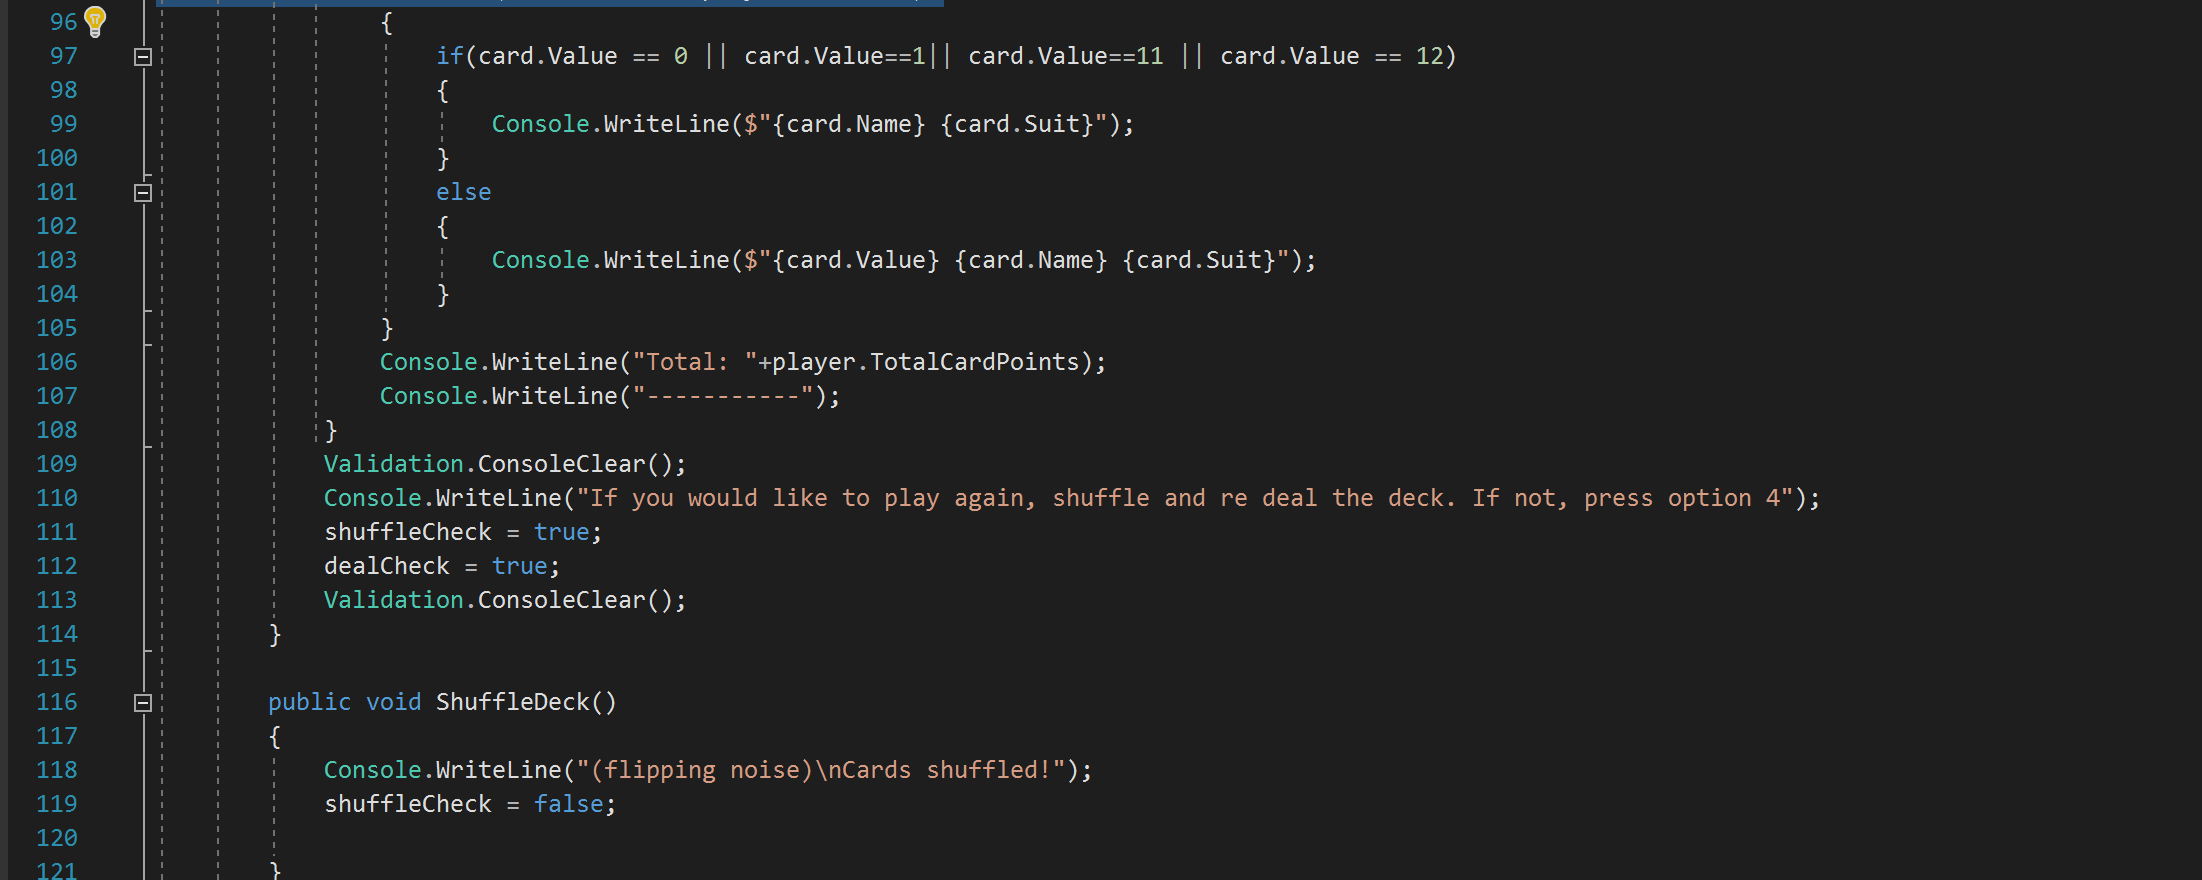 96 {
97 if(card.Value == 0 || card.Value==1|| card.Value==11 || card.Value == 12)
98 {
99 Console.WriteLine($"{card.Name} {card.Suit}");
100 }
101 else
102 {
103 Console.WriteLine($"{card.Value} {card.Name} {card.Suit}");
104 }
105 }
106 Console.WriteLine("Total: "+player.TotalCardPoints);
107 Console.WriteLine("-----------");
108 }
109 Validation.ConsoleClear();
110 Console.WriteLine("If you would like to play again, shuffle and re deal the deck. If not, press option 4");
111 shuffleCheck = true;
112 dealCheck = true;
113 Validation.ConsoleClear();
114 }
115
116 public void ShuffleDeck()
117 {
118 Console.WriteLine("(flipping noise)\nCards shuffled!");
119 shuffleCheck = false;
120
121 }